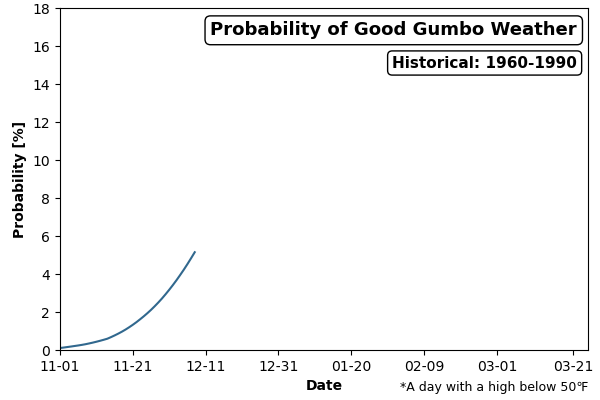 Probability of Good Gumbo Weather
Historical: 1960-1990
Probability [%]
18
16
14
12
10
8
6
4
2
0
11-01 11-21 12-11 12-31 01-20 02-09 03-01 03-21
Date
*A day with a high below 50°F